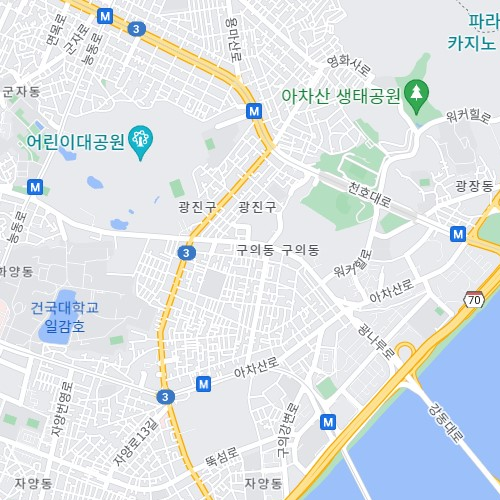 파라
카지노
면목로
군자로
능동로
3
용마산로
M
영화사로
군자동
아차산 생태공원
워커힐로
M
어린이대공원
M
천호대로
광장동
능동로
광진구
광진구
M
3
구의동
구의동
워커힐로
화양동
아차산로
70
건국대학교
일감호
광나루로
아차산로
M
3
자양번영로
자양로13길
구의강변로
M
강동대로
뚝섬로
자양동
자양동